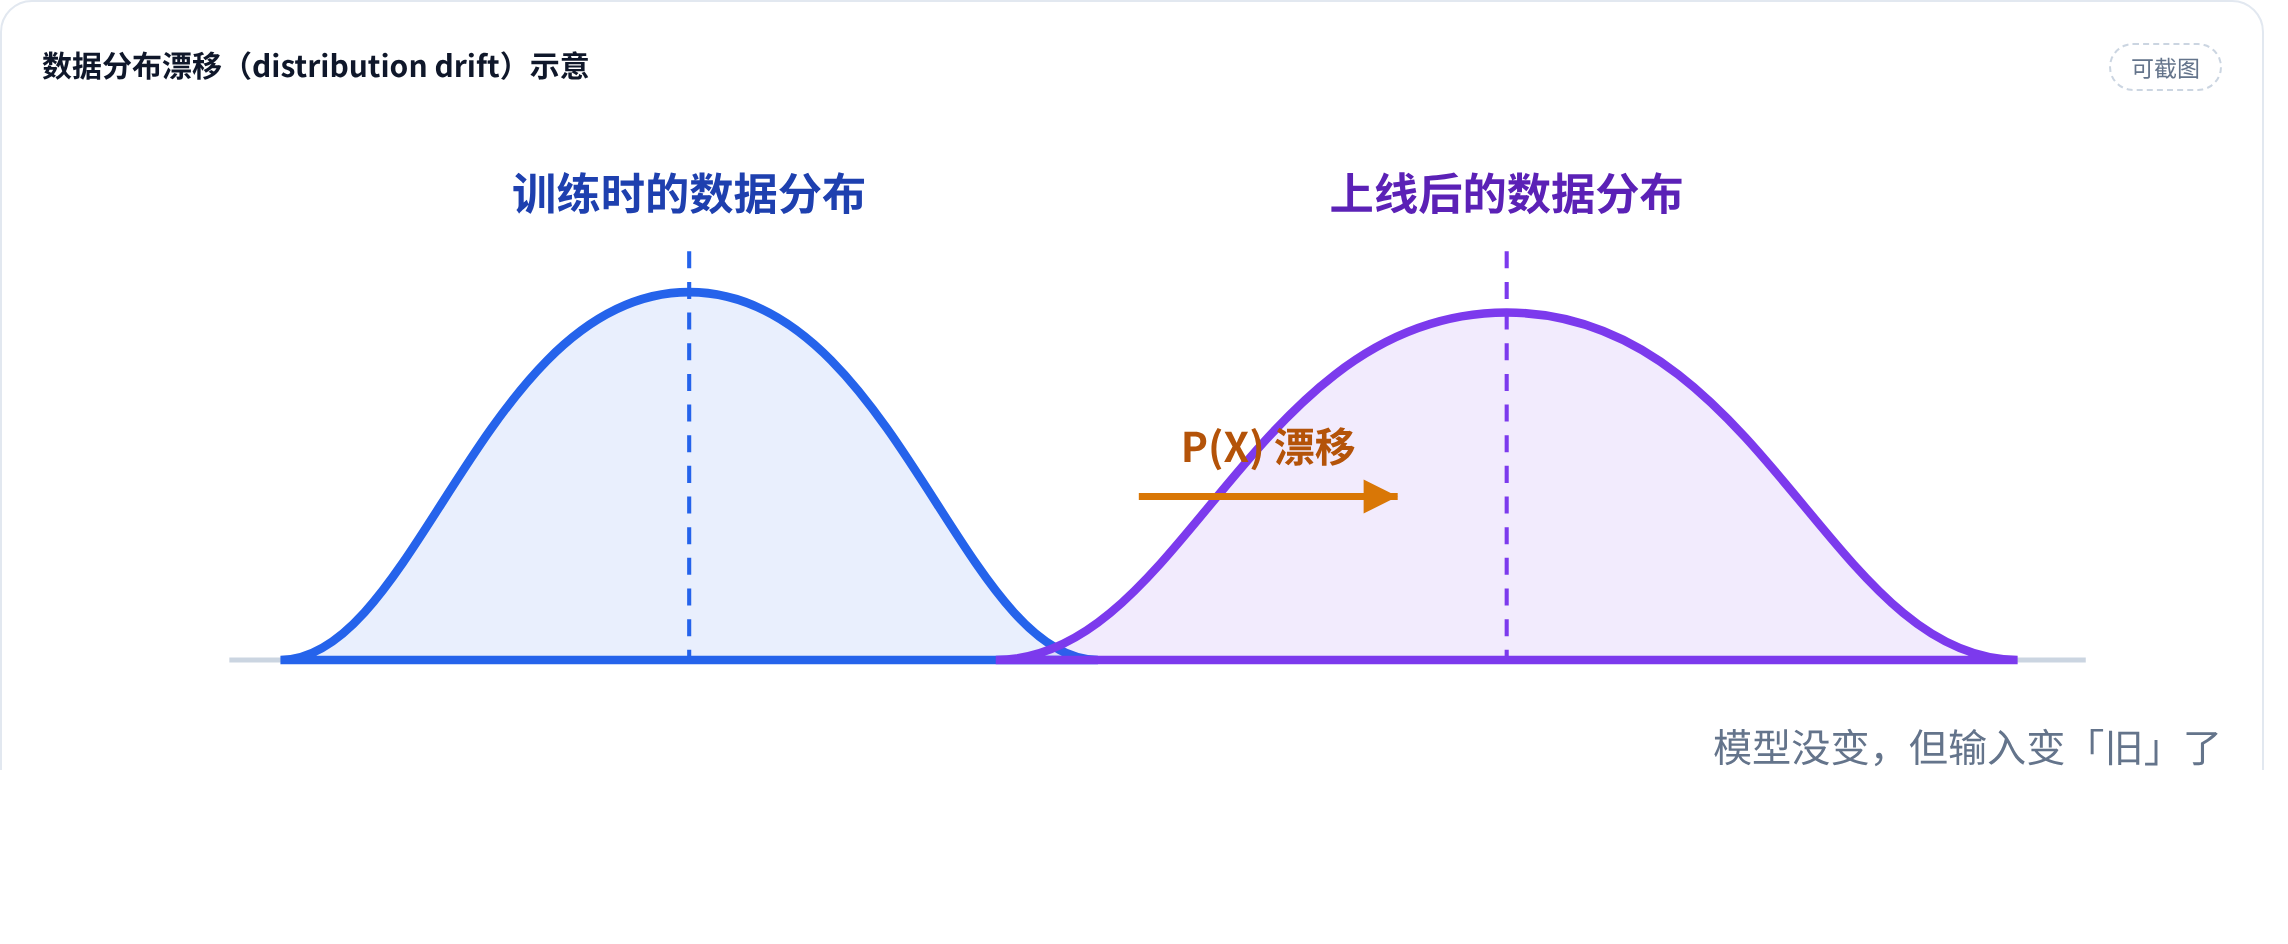 数据分布漂移（distribution drift）示意
可截图
训练时的数据分布
上线后的数据分布
P(X) 漂移
模型没变，但输入变「旧」了